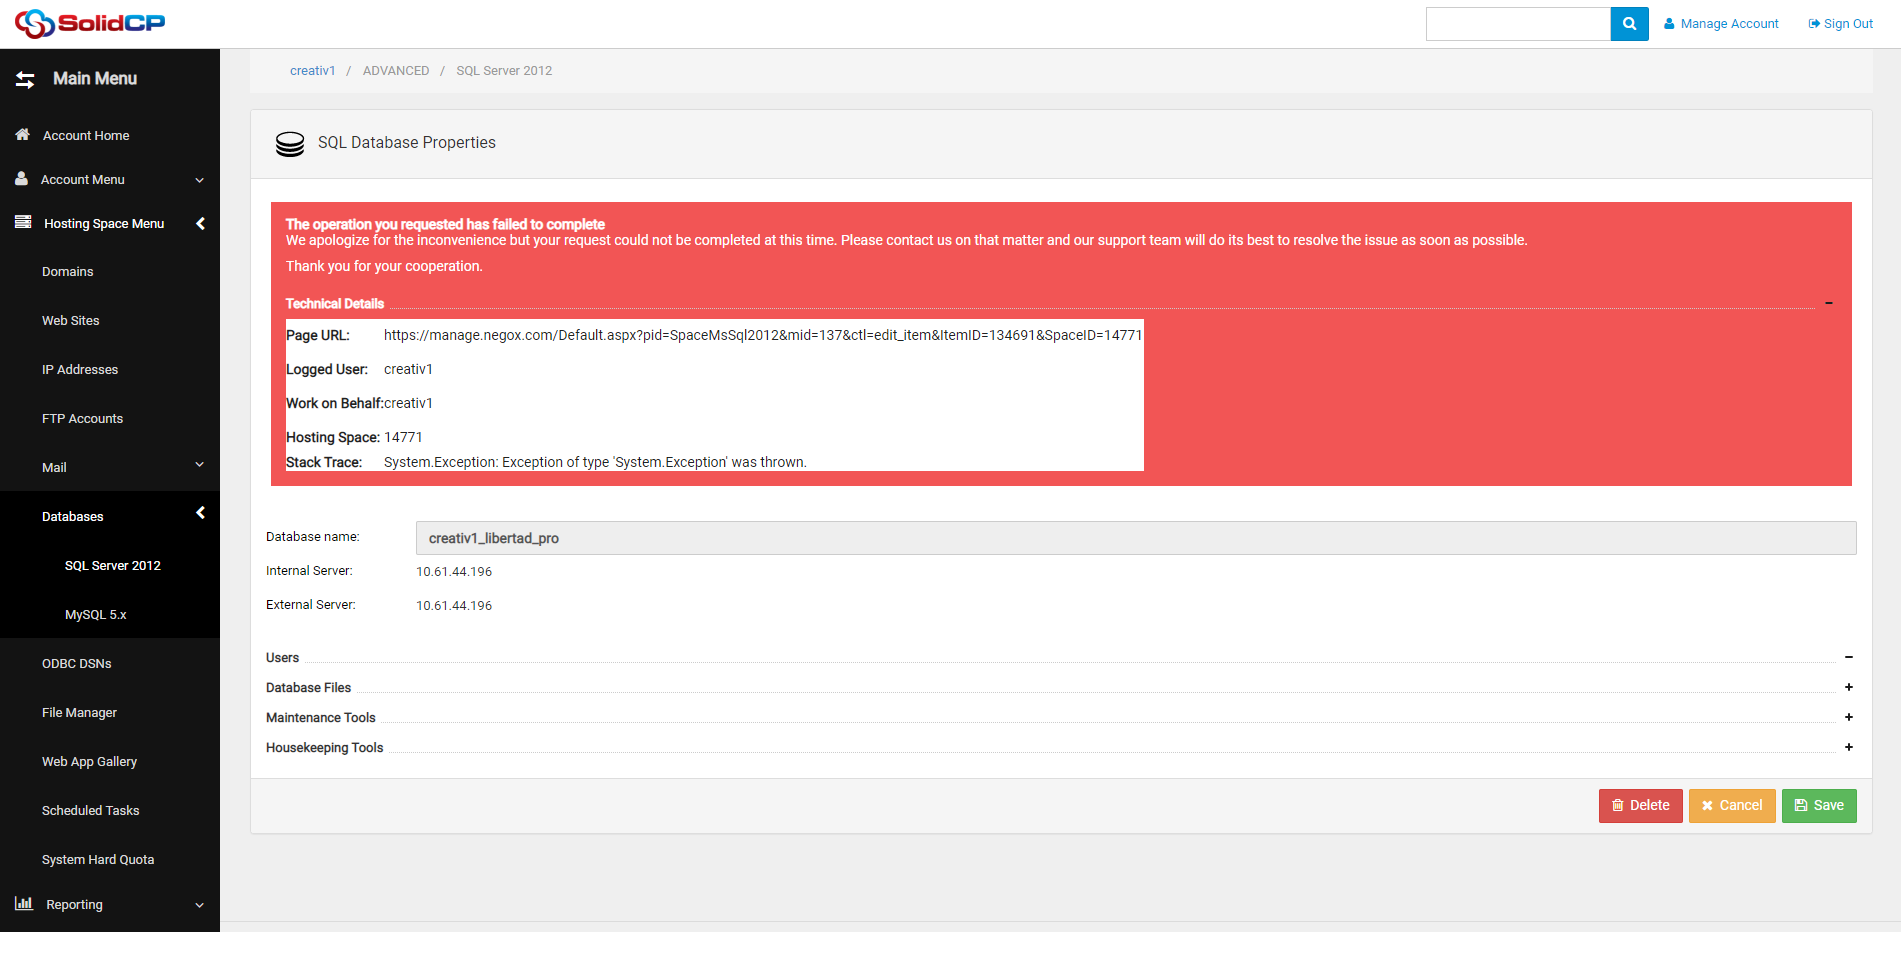 SolidCP
Manage Account
Sign Out
Main Menu
creativ1 / ADVANCED / SQL Server 2012
Account Home
Account Menu
Hosting Space Menu
Domains
Web Sites
IP Addresses
FTP Accounts
Mail
Databases
SQL Server 2012
MySQL 5.x
ODBC DSNs
File Manager
Web App Gallery
Scheduled Tasks
System Hard Quota
Reporting
SQL Database Properties
The operation you requested has failed to complete
We apologize for the inconvenience but your request could not be completed at this time. Please contact us on that matter and our support team will do its best to resolve the issue as soon as possible.
Thank you for your cooperation.
Technical Details
Page URL: https://manage.negox.com/Default.aspx?pid=SpaceMsSql2012&mid=137&ctl=edit_item&ItemID=134691&SpaceID=14771
Logged User: creativ1
Work on Behalf:creativ1
Hosting Space: 14771
Stack Trace: System.Exception: Exception of type 'System.Exception' was thrown.
Database name: creativ1_libertad_pro
Internal Server: 10.61.44.196
External Server: 10.61.44.196
Users
Database Files
Maintenance Tools
Housekeeping Tools
Delete
Cancel
Save